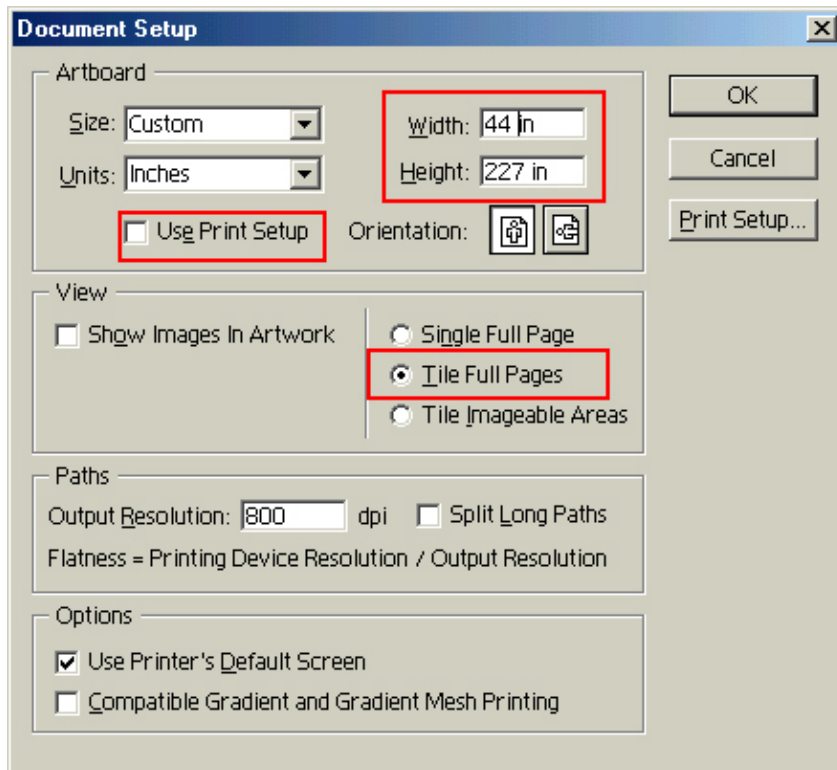 Document Setup
Artboard
Size: Custom
Width: 44 in
OK
Units: Inches
Height: 227 in
Cancel
Use Print Setup
Orientation:
Print Setup...
View
Show Images In Artwork
Single Full Page
Tile Full Pages
Tile Imageable Areas
Paths
Output Resolution: 800 dpi
Split Long Paths
Flatness = Printing Device Resolution / Output Resolution
Options
Use Printer's Default Screen
Compatible Gradient and Gradient Mesh Printing